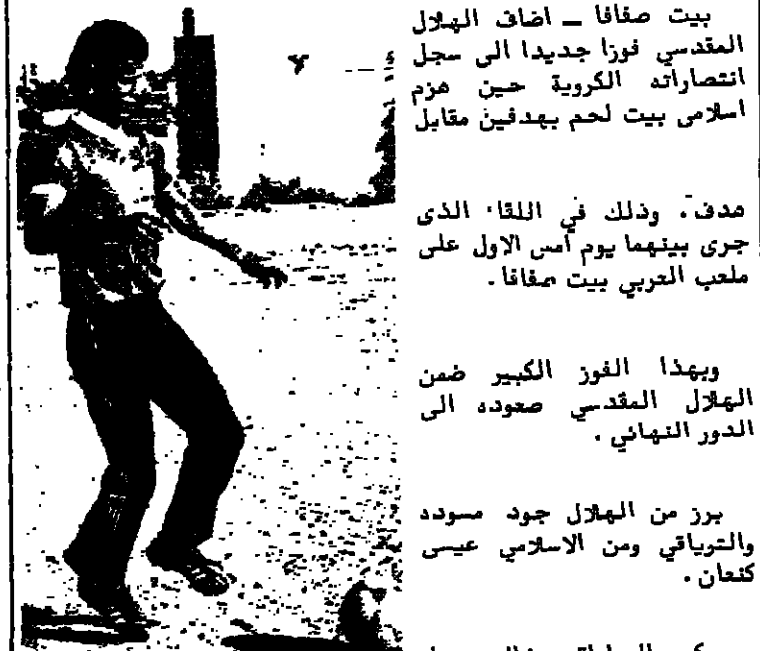 بيت صفافا — اضاف الهلال
المقدسي فوزا جديدا الى سجل
انتصاراته الكروية حين هزم
اسلامي بيت لحم بهدفين مقابل
هدف. وذلك في اللقاء الذى
جرى بينهما يوم أمس الاول على
ملعب العربي بيت صفافا.
وبهذا الفوز الكبير ضمن
الهلال المقدسي صعوده الى
الدور النهائي.
برز من الهلال جود مسوده
والترياقي ومن الاسلامي عيسى
كنعان.